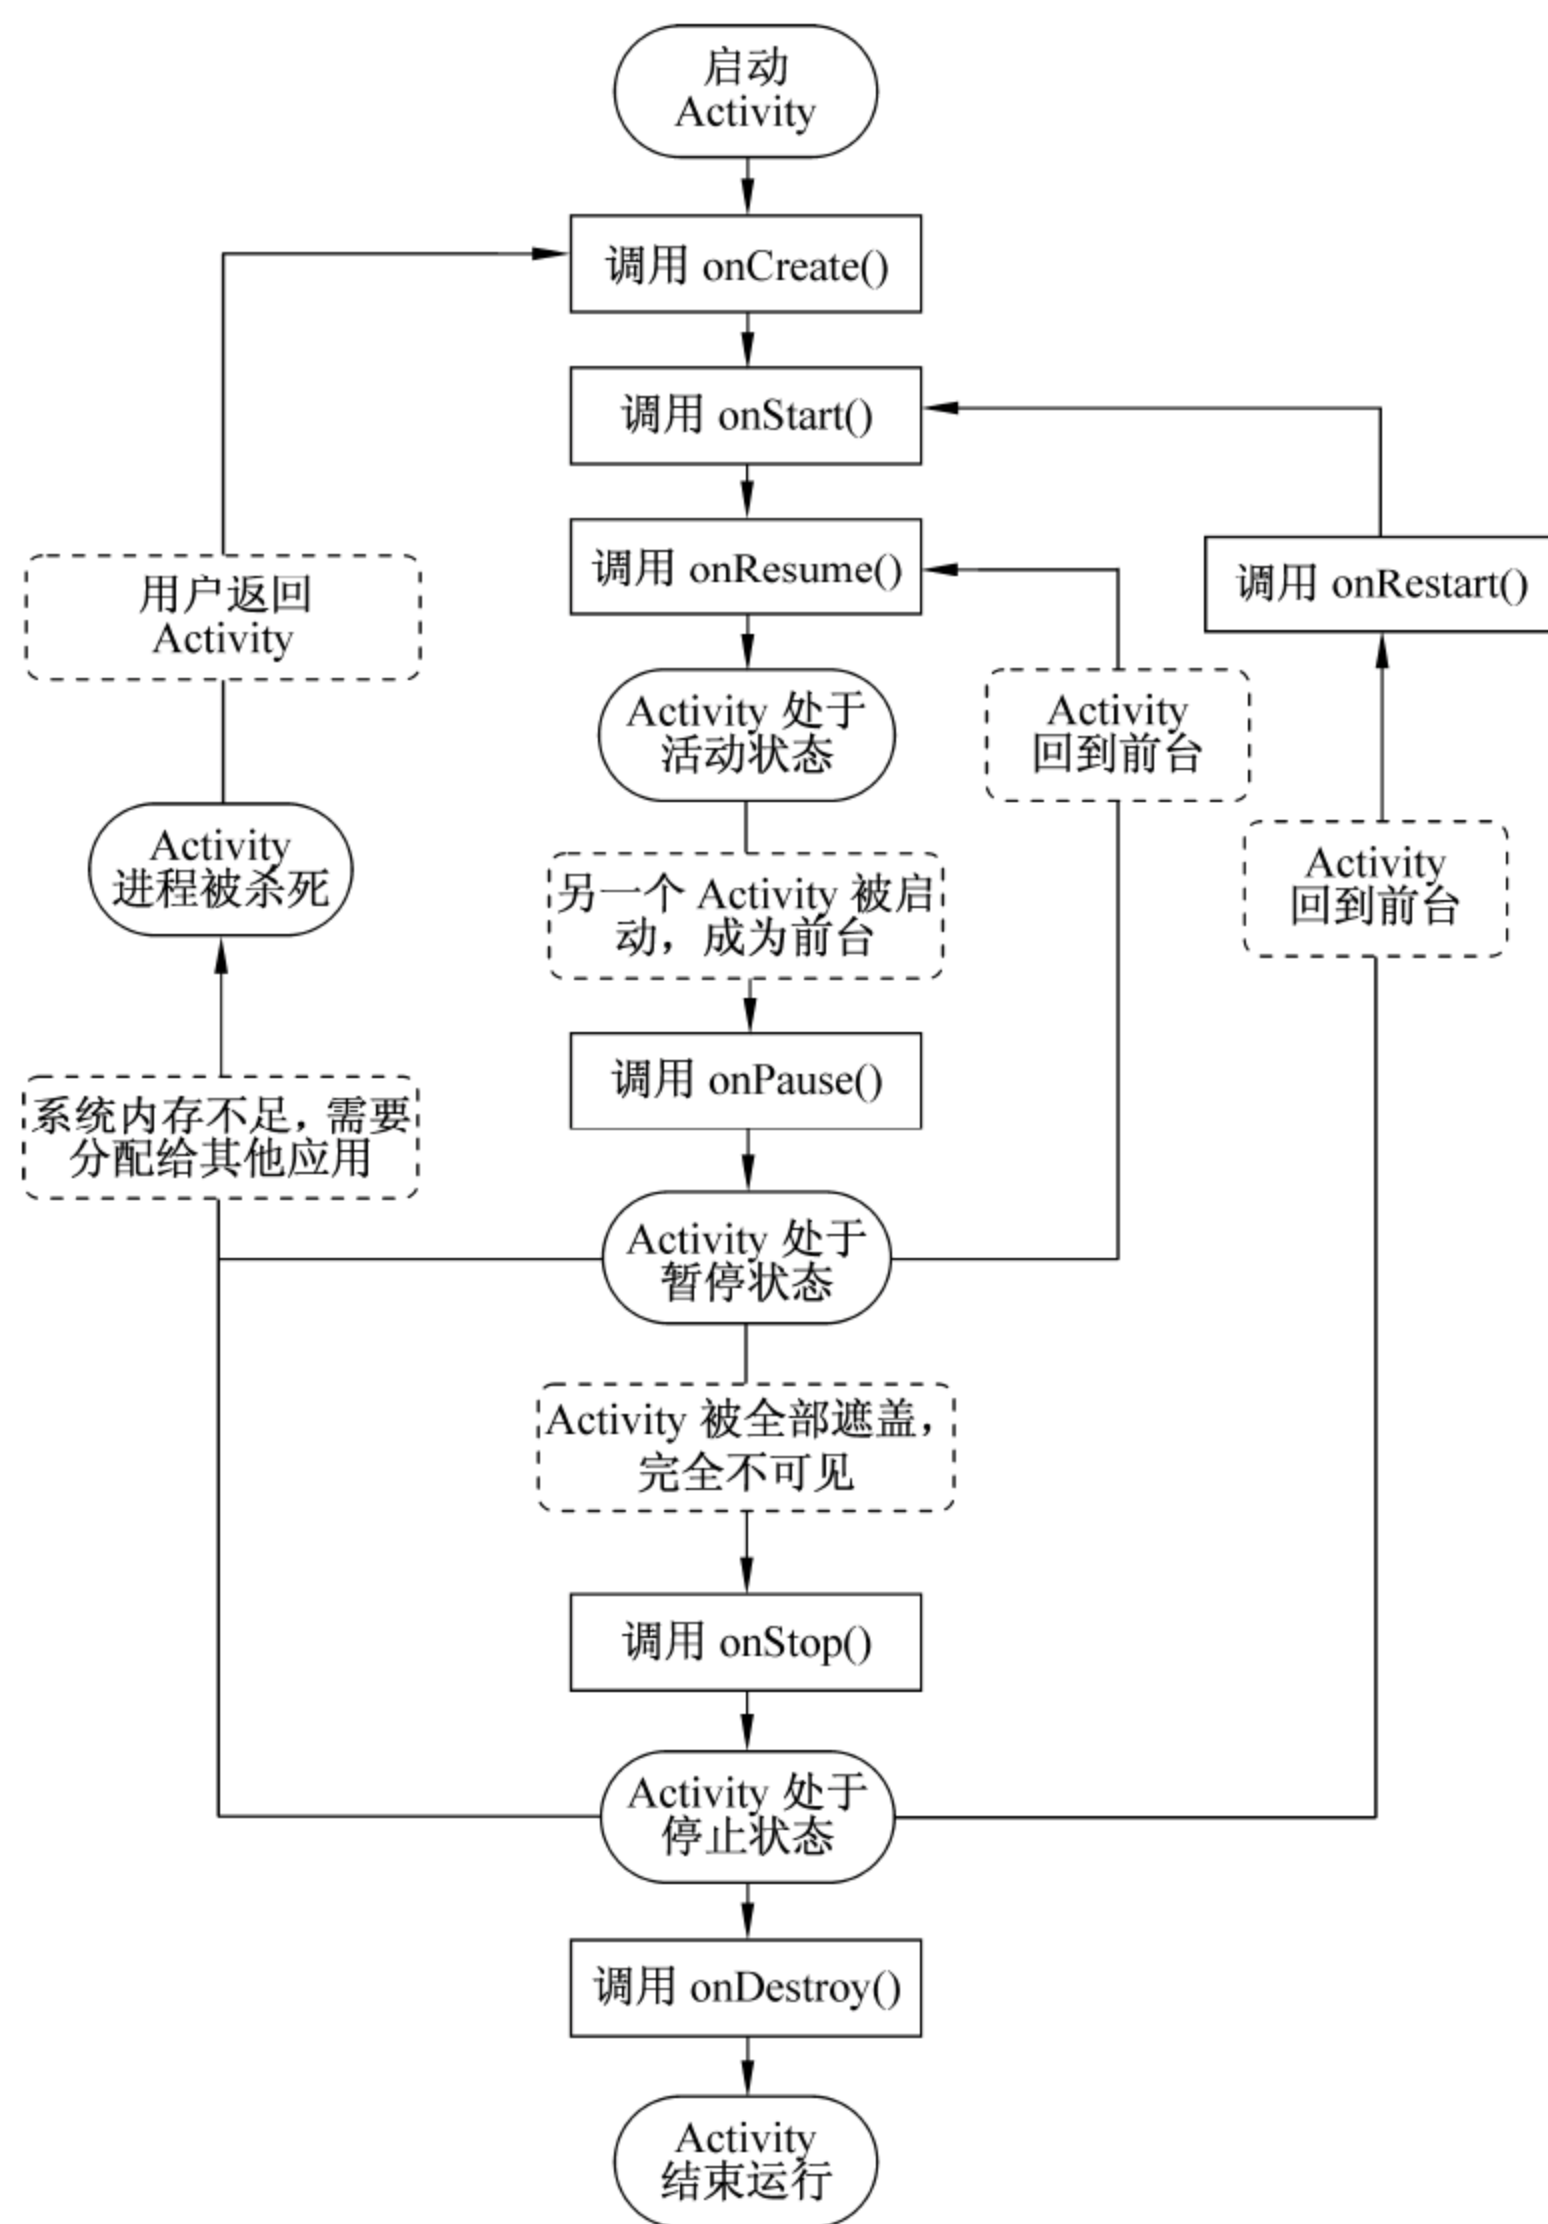 启动
Activity
调用 onCreate()
调用 onStart()
调用 onResume()
调用 onRestart()
用户返回
Activity
Activity 处于
活动状态
Activity
回到前台
Activity
进程被杀死
Activity
回到前台
另一个 Activity 被启
动，成为前台
调用 onPause()
系统内存不足，需要
分配给其他应用
Activity 处于
暂停状态
Activity 被全部遮盖，
完全不可见
调用 onStop()
Activity 处于
停止状态
调用 onDestroy()
Activity
结束运行